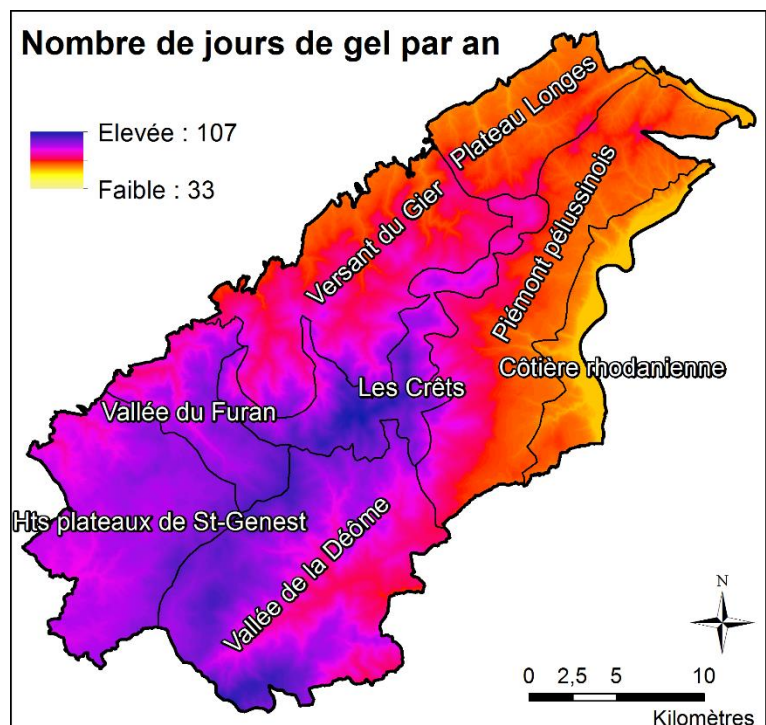 Nombre de jours de gel par an
Elevée : 107
Faible : 33
Plateau Longes
Versant du Gier
Piémont pélussinois
Côtière rhodanienne
Les Crêts
Vallée du Furan
Hts plateaux de St-Genest
Vallée de la Déôme
N
0 2,5 5 10
Kilomètres